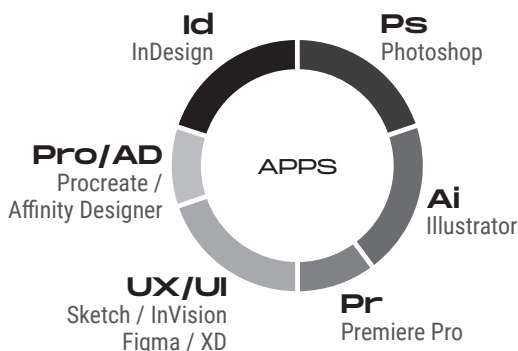 Id
InDesign
Ps
Photoshop
Pro/AD
Procreate /
Affinity Designer
APPS
Ai
Illustrator
UX/UI
Sketch / InVision
Figma / XD
Pr
Premiere Pro